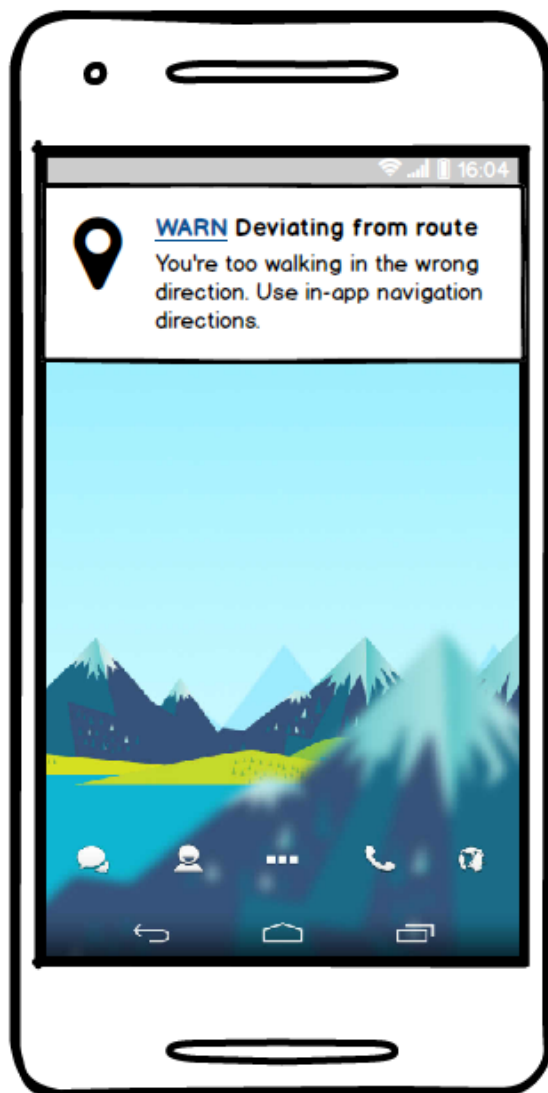 16:04
WARN Deviating from route
You're too walking in the wrong
direction. Use in-app navigation
directions.